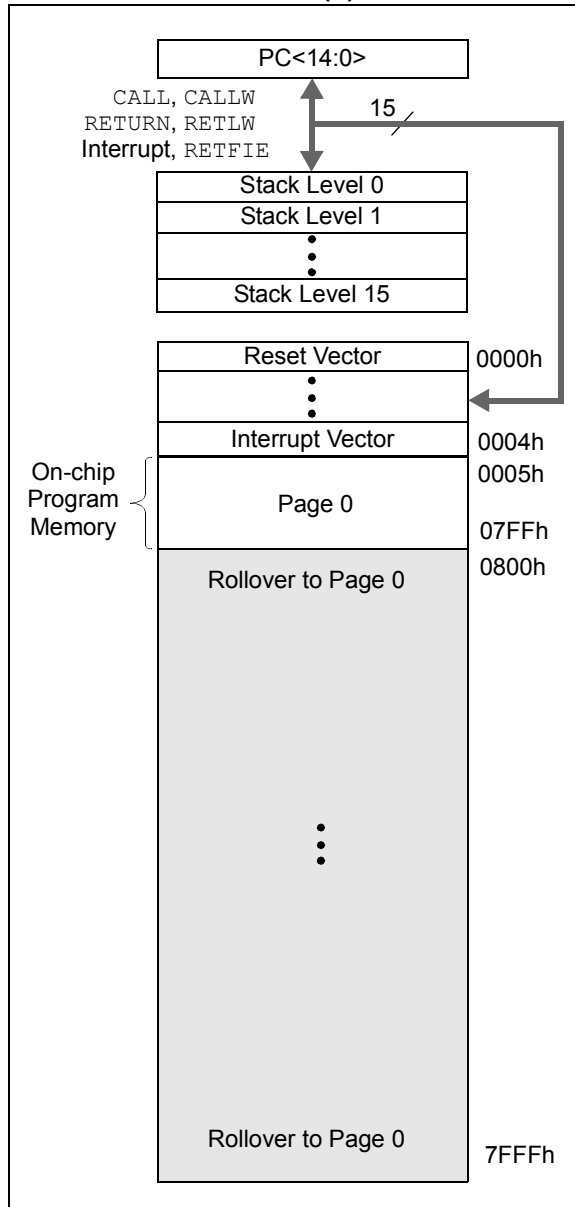 PC<14:0>
CALL, CALLW
RETURN, RETLW
Interrupt, RETFIE
15
Stack Level 0
Stack Level 1
Stack Level 15
Reset Vector
0000h
Interrupt Vector
0004h
On-chip
Program
Memory
0005h
Page 0
07FFh
0800h
Rollover to Page 0
Rollover to Page 0
7FFFh